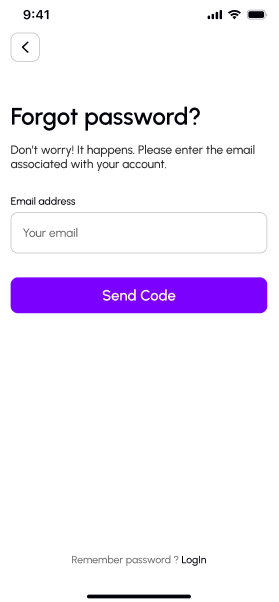 9:41
Forgot password?
Don't worry! It happens. Please enter the email
associated with your account.
Email address
Your email
Send Code
Remember password ? LogIn